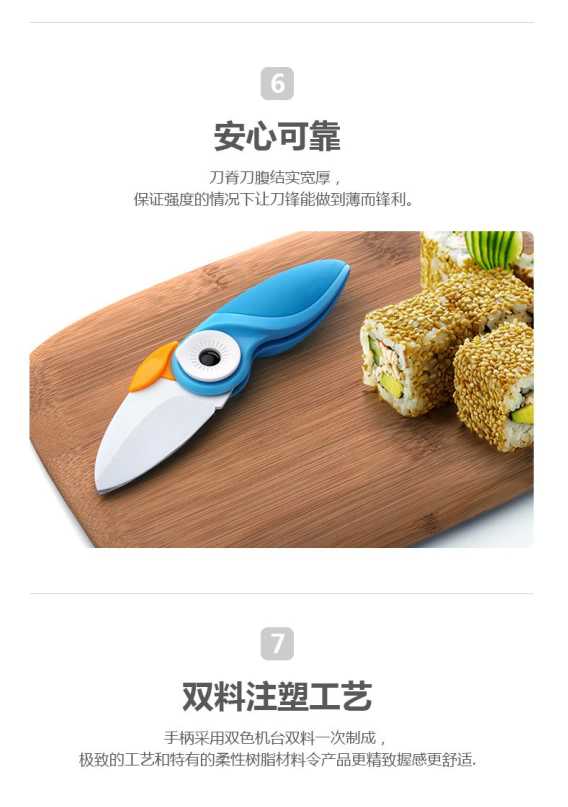 6
安心可靠
刀脊刀腹结实宽厚，
保证强度的情况下让刀锋能做到薄而锋利。
7
双料注塑工艺
手柄采用双色机台双料一次制成，
极致的工艺和特有的柔性树脂材料令产品更精致握感更舒适.